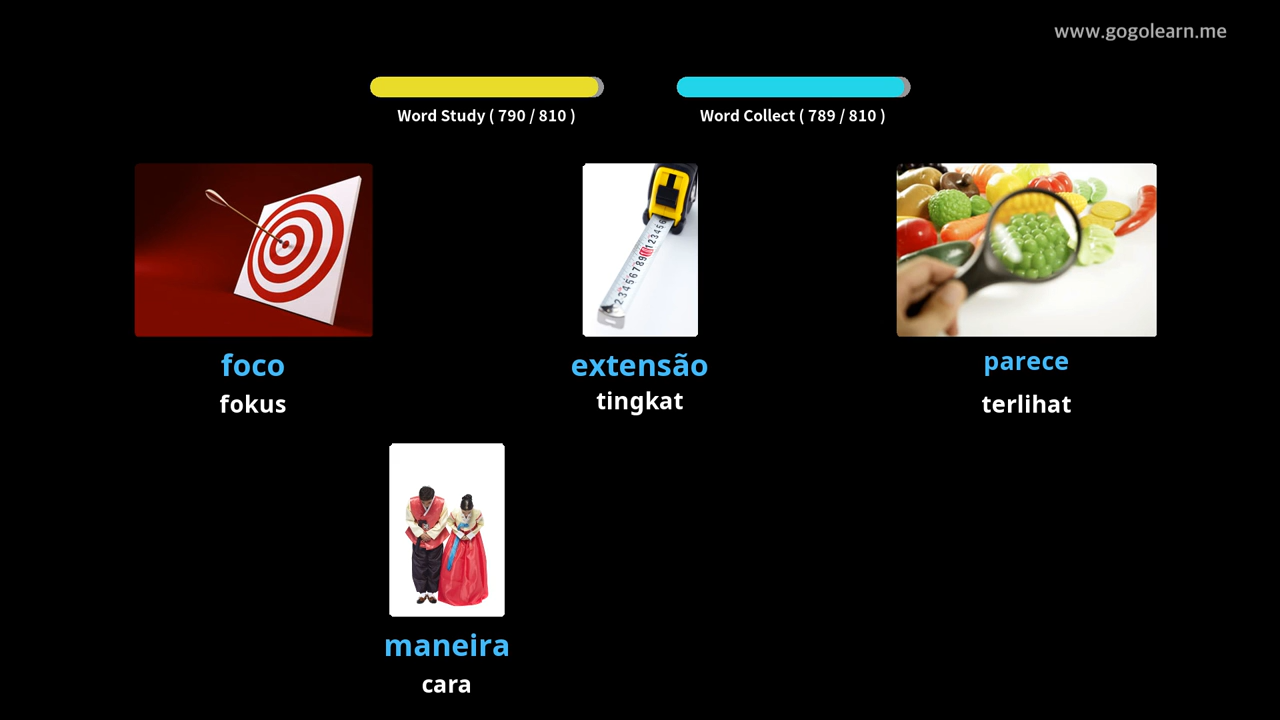 www.gogolearn.me
Word Study ( 790 / 810 )
Word Collect ( 789 / 810 )
foco
fokus
extensão
tingkat
parece
terlihat
maneira
cara